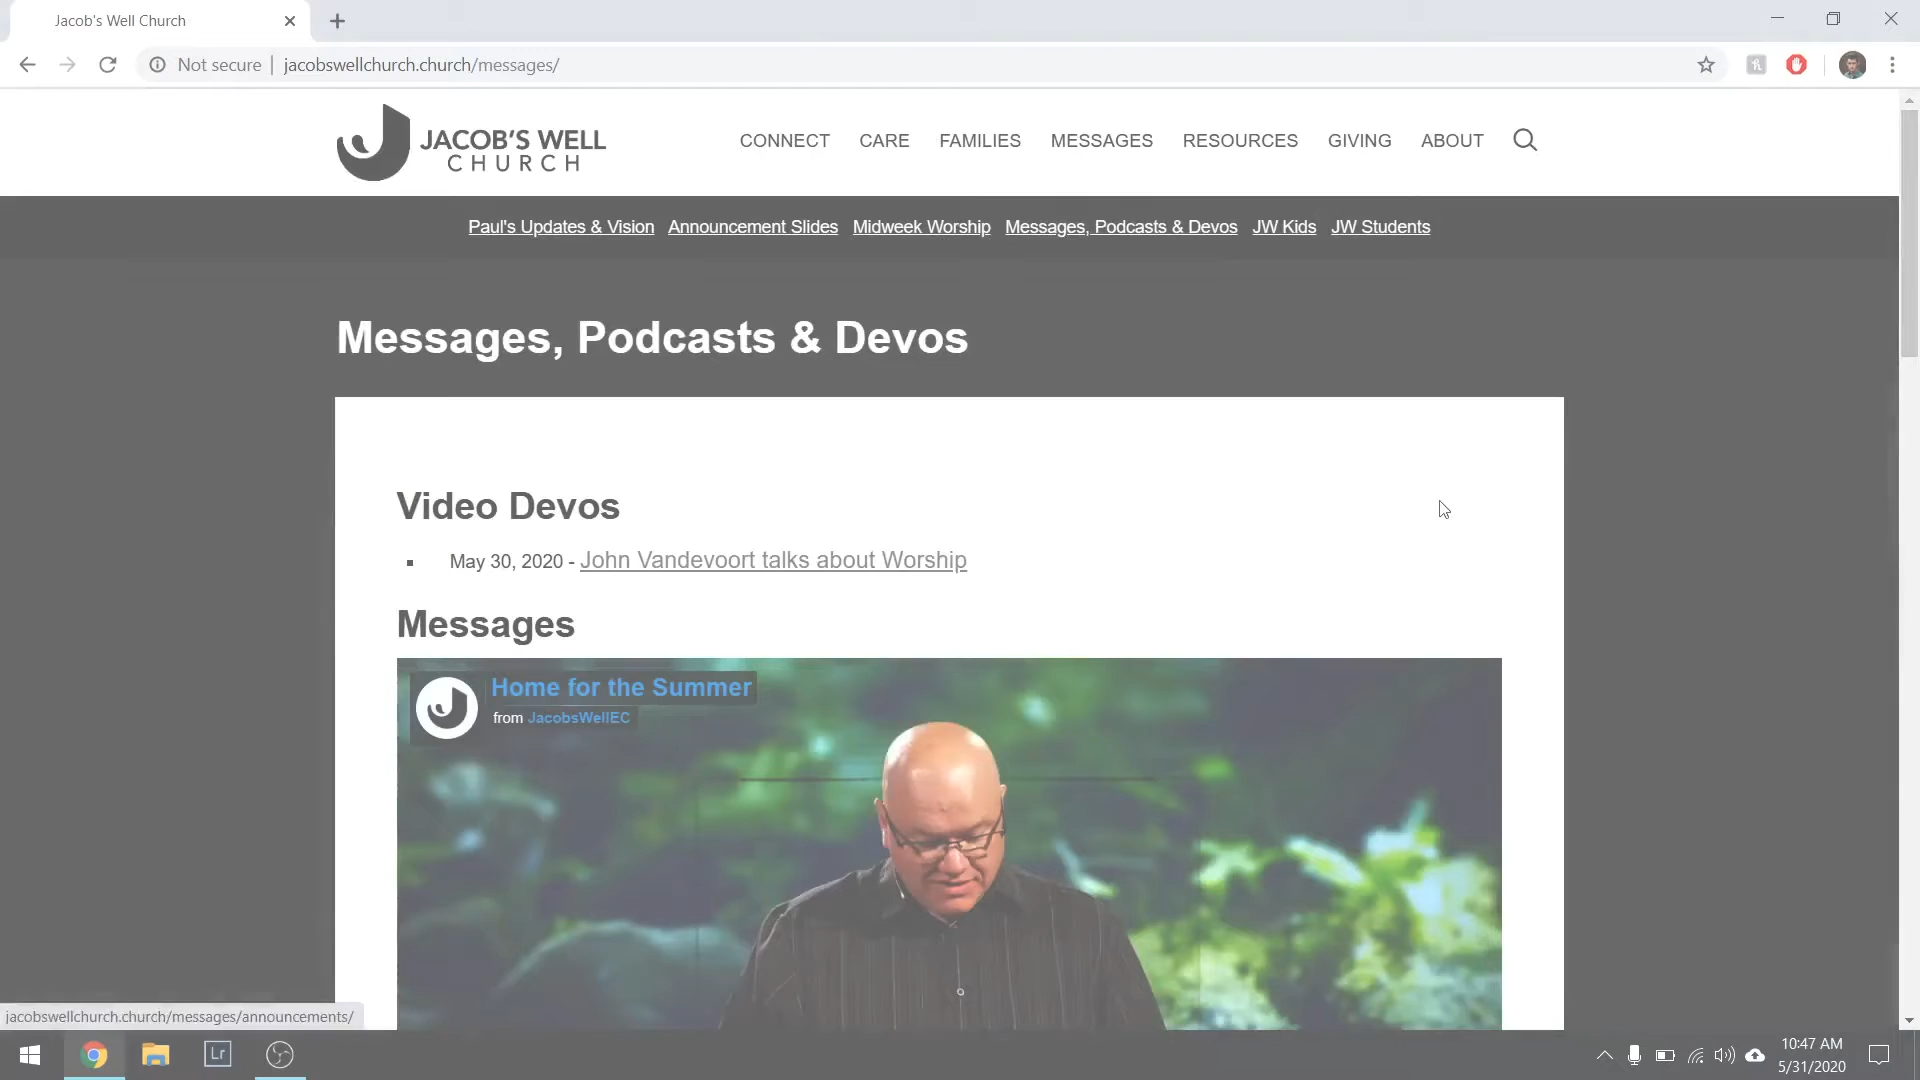 Jacob's Well Church
Not secure | jacobswellchurch.church/messages/
JACOB'S WELL
CHURCH
CONNECT CARE FAMILIES MESSAGES RESOURCES GIVING ABOUT
Paul's Updates & Vision Announcement Slides Midweek Worship Messages, Podcasts & Devos JW Kids JW Students
Messages, Podcasts & Devos
Video Devos
May 30, 2020 - John Vandevoort talks about Worship
Messages
Home for the Summer
from JacobsWellEC
jacobswellchurch.church/messages/announcements/
Lr
10:47 AM
5/31/2020